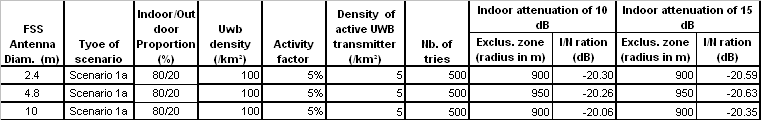 FSS Antenna Diam. (m) Tyoe of scenario Indoor/Out door Proportion (%) Uwb density (/km²) Activity factor Density of active UWB transmitter (/km²) Nb. of tries Indoor attenuation of 10 dB Indoor attenuation of 15 dB
Exclus. zone (radius in m) I/N ration (dB) Exclus. zone (radius in m) I/N ration (dB)
2.4 Scenario 1a 80/20 100 5% 5 500 900 -20.30 900 -20.59
4.8 Scenario 1a 80/20 100 5% 5 500 950 -20.26 950 -20.63
10 Scenario 1a 80/20 100 5% 5 500 900 -20.06 900 -20.35